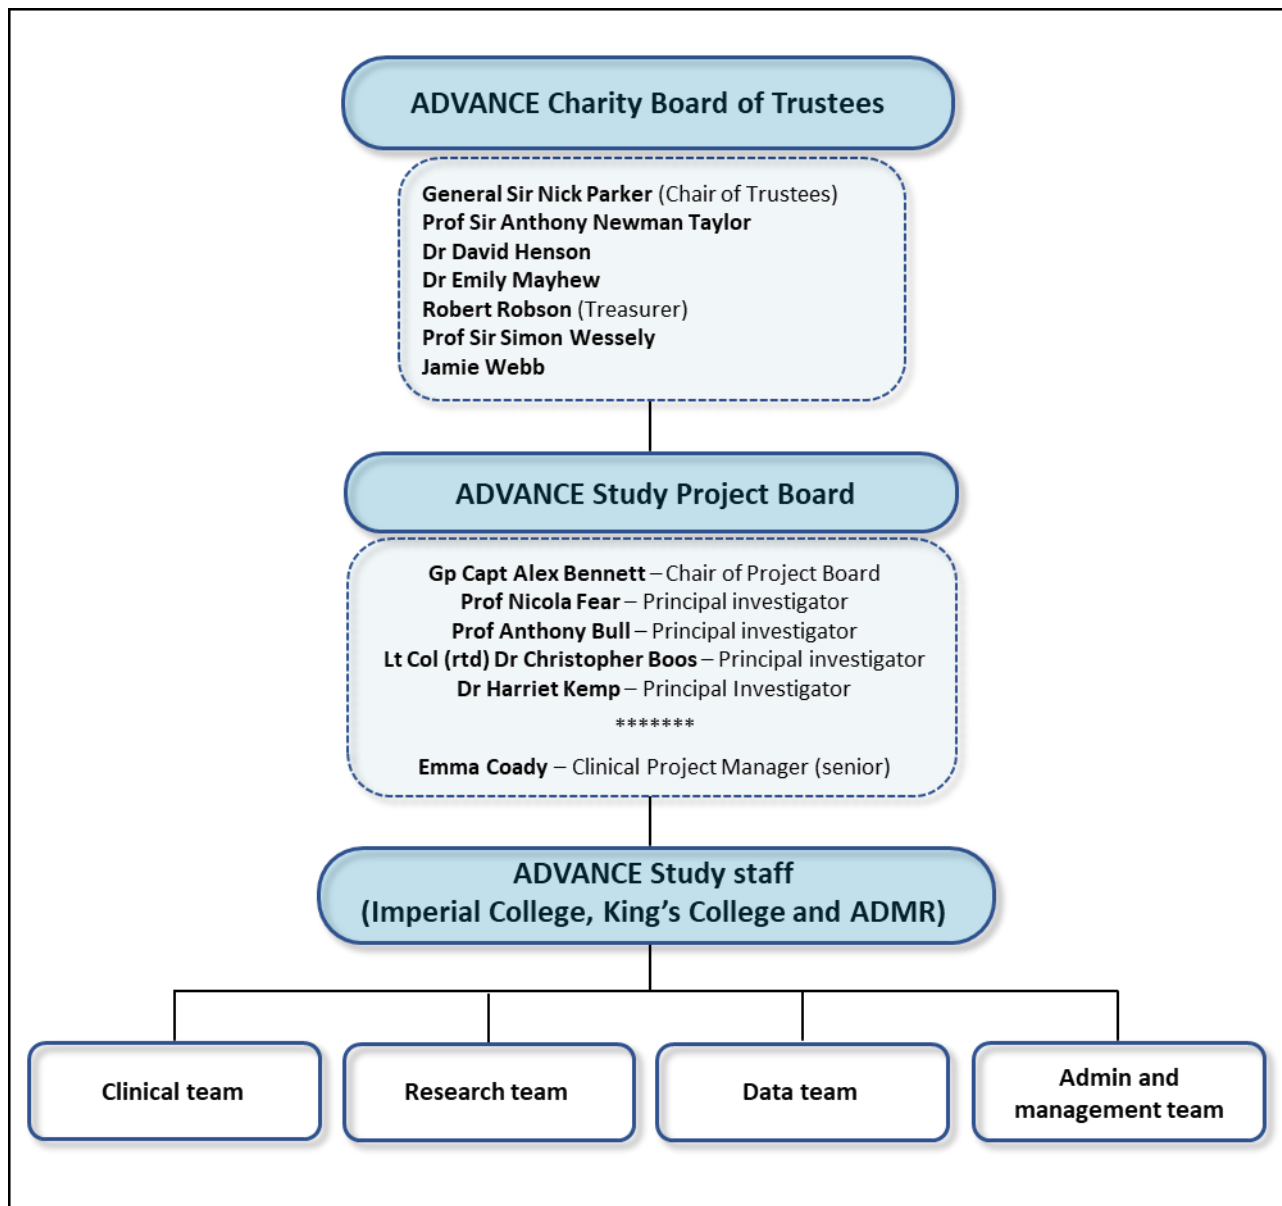 ADVANCE Charity Board of Trustees
General Sir Nick Parker (Chair of Trustees)
Prof Sir Anthony Newman Taylor
Dr David Henson
Dr Emily Mayhew
Robert Robson (Treasurer)
Prof Sir Simon Wessely
Jamie Webb
ADVANCE Study Project Board
Gp Capt Alex Bennett – Chair of Project Board
Prof Nicola Fear – Principal investigator
Prof Anthony Bull – Principal investigator
Lt Col (rtd) Dr Christopher Boos – Principal investigator
Dr Harriet Kemp – Principal Investigator
*******
Emma Coady – Clinical Project Manager (senior)
ADVANCE Study staff
(Imperial College, King’s College and ADMR)
Clinical team
Research team
Data team
Admin and
management team